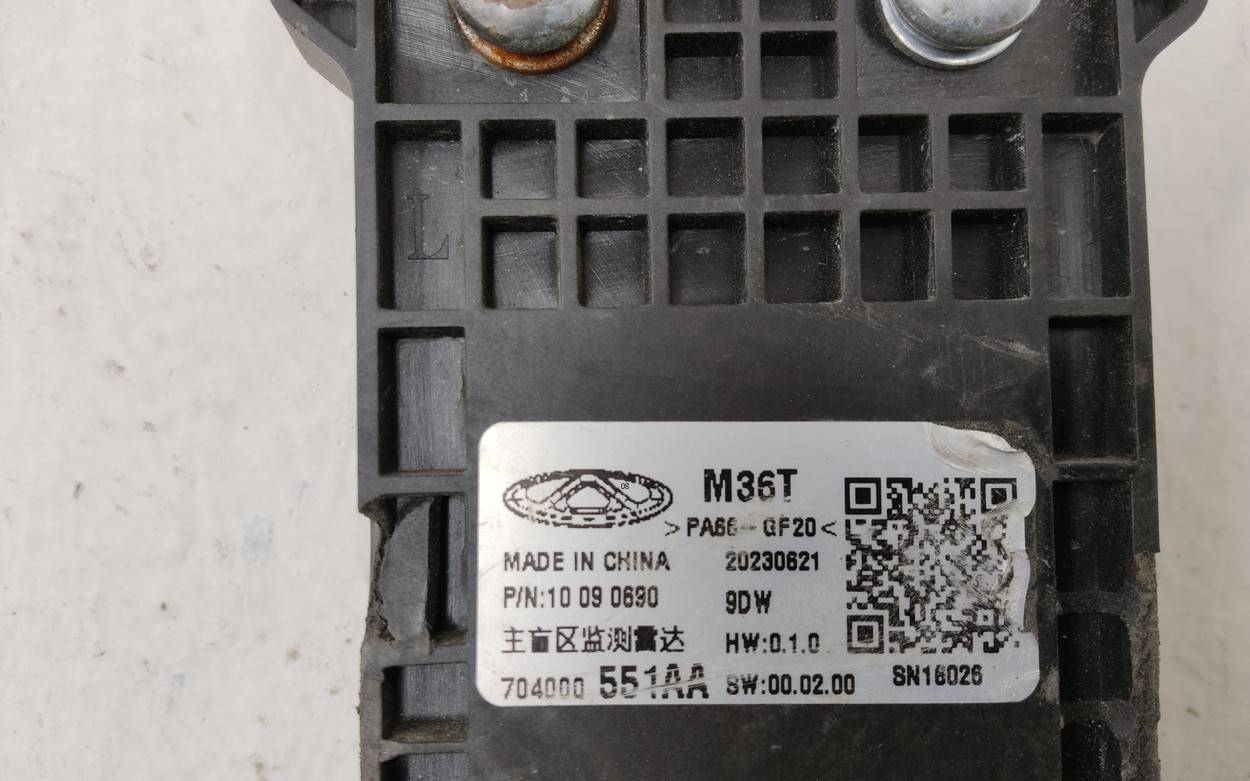 L
M36T
>PA66-GF20<
MADE IN CHINA
20230621
P/N:10 09 0690
9DW
主盲区监测雷达
HW:0.1.0
704000 551AA
SW:00.02.00
SN16026